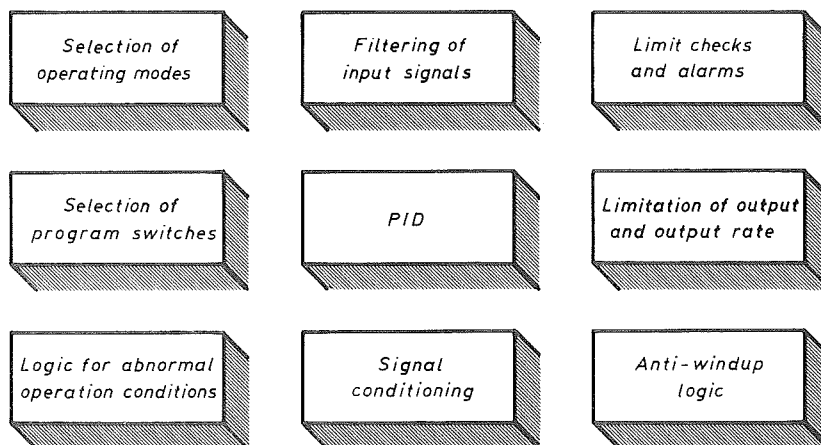 Selection of
operating modes
Filtering of
input signals
Limit checks
and alarms
Selection of
program switches
PID
Limitation of output
and output rate
Logic for abnormal
operation conditions
Signal
conditioning
Anti-windup
logic